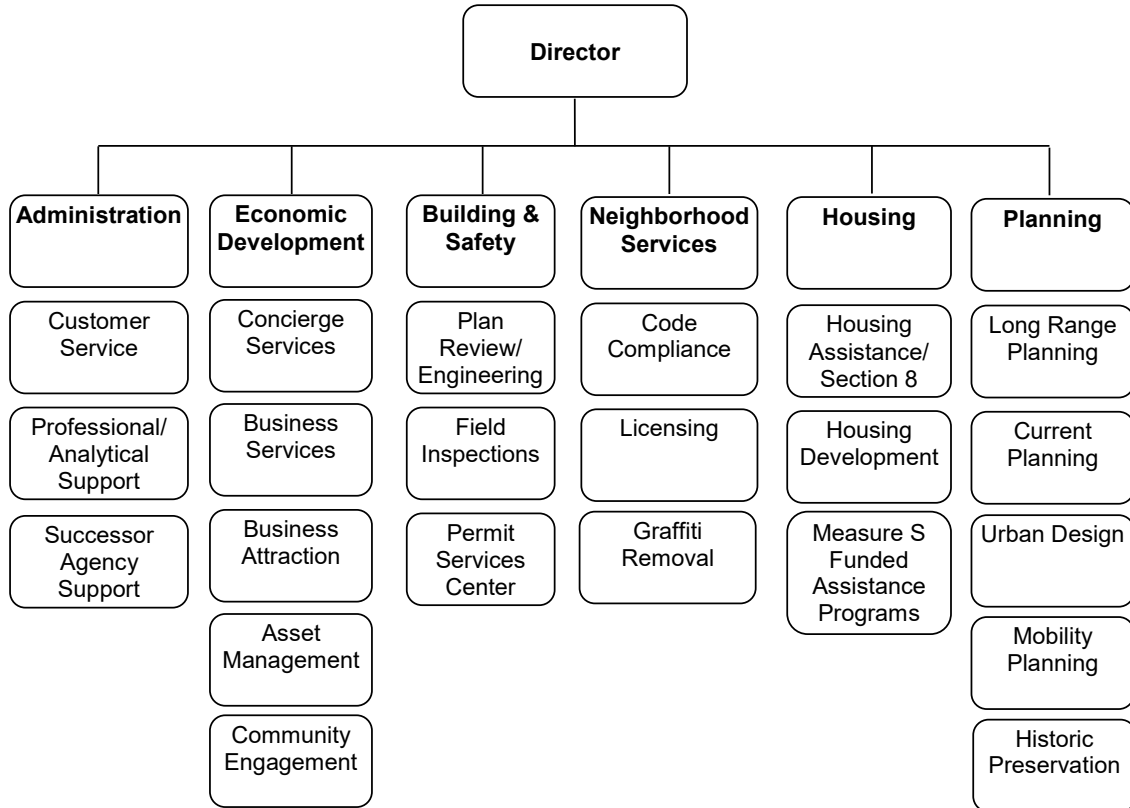 Director
Administration
Customer
Service
Professional/
Analytical
Support
Successor
Agency
Support
Economic
Development
Concierge
Services
Business
Services
Business
Attraction
Asset
Management
Community
Engagement
Building &
Safety
Plan
Review/
Engineering
Field
Inspections
Permit
Services
Center
Neighborhood
Services
Code
Compliance
Licensing
Graffiti
Removal
Housing
Housing
Assistance/
Section 8
Housing
Development
Measure S
Funded
Assistance
Programs
Planning
Long Range
Planning
Current
Planning
Urban Design
Mobility
Planning
Historic
Preservation